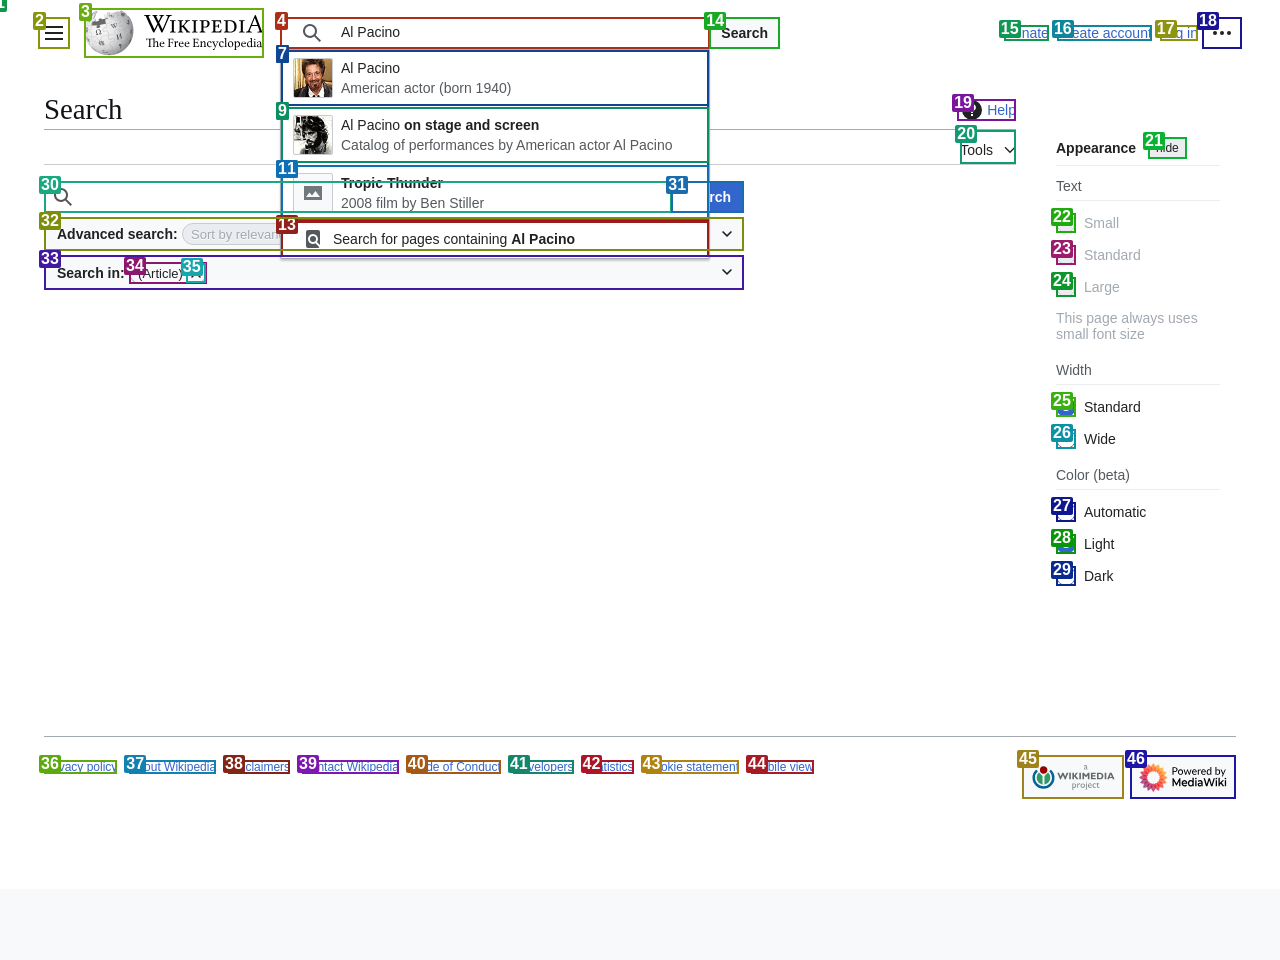 2
3
WIKIPEDIA
The Free Encyclopedia
4
Al Pacino
14
Search
15
nate
16
eate account
17
g in
18
7
Al Pacino
American actor (born 1940)
Search
19
Help
9
Al Pacino on stage and screen
Catalog of performances by American actor Al Pacino
20
Tools
Appearance
21
hide
11
Tropic Thunder
2008 film by Ben Stiller
30
31
rch
Text
22
Small
32
Advanced search:
Sort by relevan
13
Search for pages containing Al Pacino
23
Standard
33
Search in:
34
(Article)
35
24
Large
This page always uses
small font size
Width
25
Standard
26
Wide
Color (beta)
27
Automatic
28
Light
29
Dark
36
vacy policy
37
out Wikipedia
38
claimers
39
ntact Wikipedia
40
de of Conduct
41
velopers
42
tistics
43
okie statement
44
bile view
45
a
WIKIMEDIA
project
46
Powered by
MediaWiki